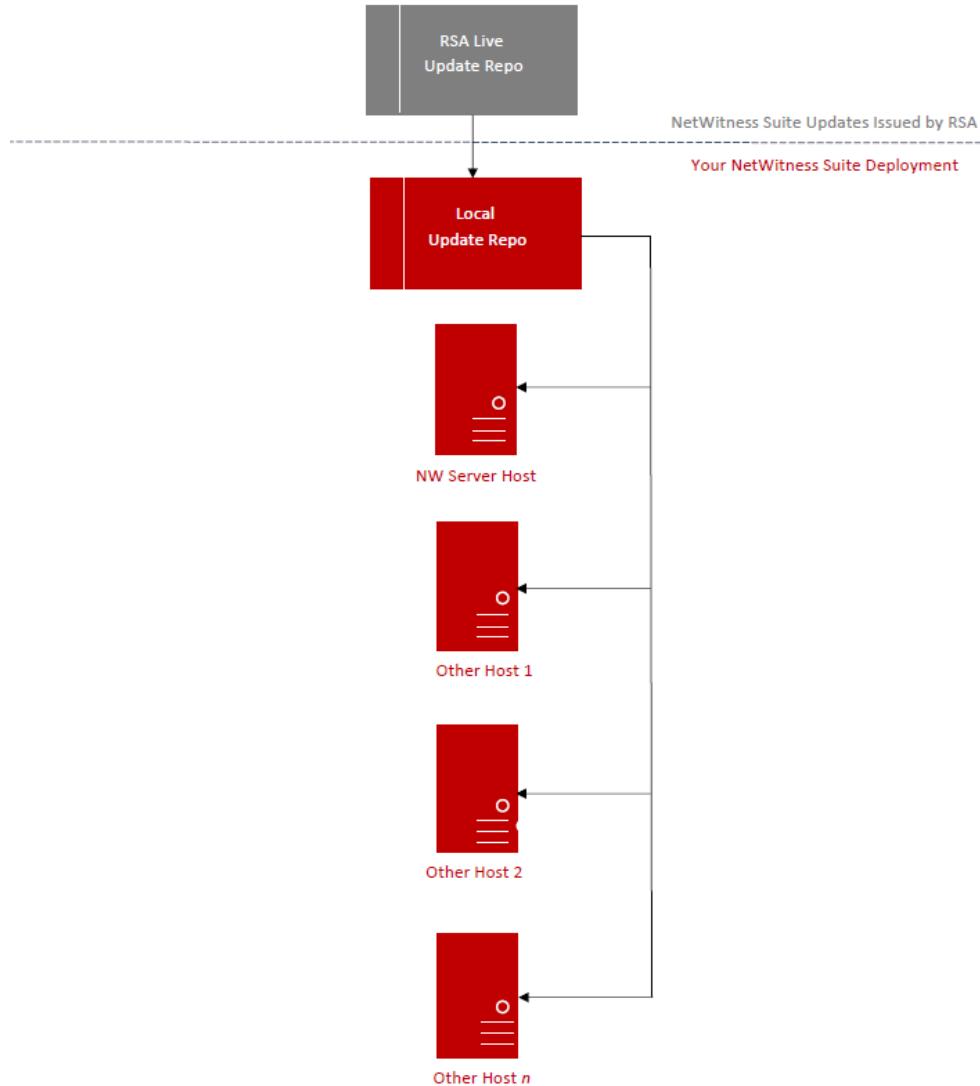 RSA Live
Update Repo
NetWitness Suite Updates Issued by RSA
Your NetWitness Suite Deployment
Local
Update Repo
NW Server Host
Other Host 1
Other Host 2
Other Host n